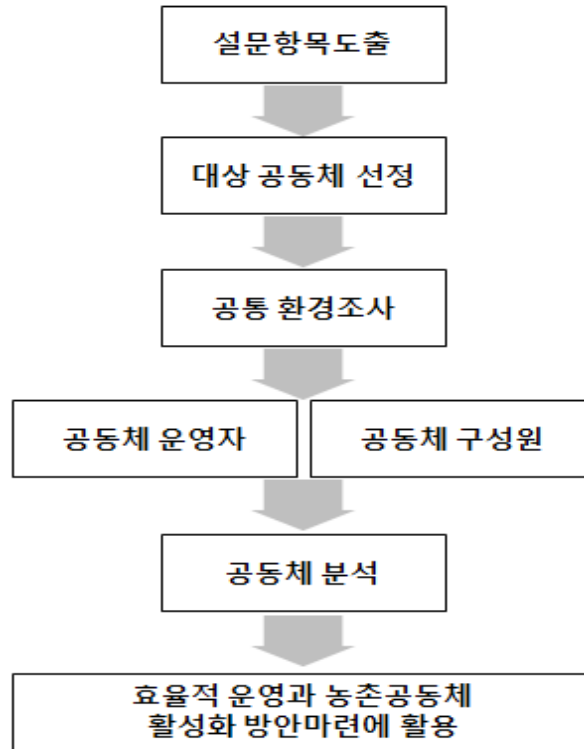 설문항목도출
대상 공동체 선정
공통 환경조사
공동체 운영자
공동체 구성원
공동체 분석
효율적 운영과 농촌공동체
활성화 방안마련에 활용